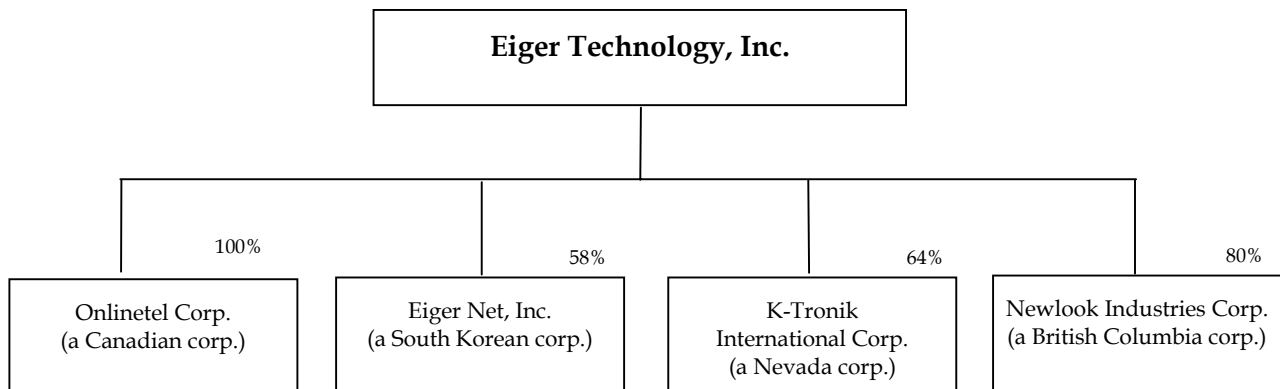 Eiger Technology, Inc.
100%
58%
64%
80%
Onlinetel Corp.
(a Canadian corp.)
Eiger Net, Inc.
(a South Korean corp.)
K-Tronik
International Corp.
(a Nevada corp.)
Newlook Industries Corp.
(a British Columbia corp.)